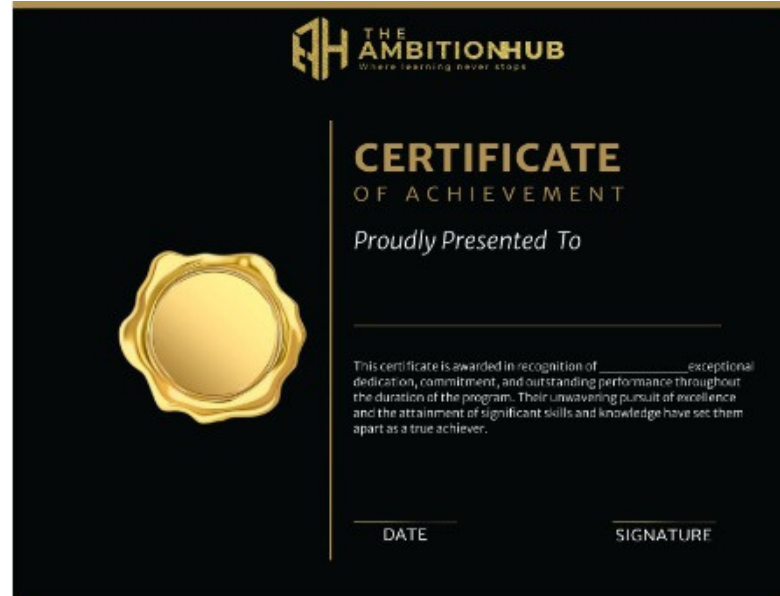 THE
AMBITIONHUB
Where learning never stops
CERTIFICATE
OF ACHIEVEMENT
Proudly Presented To
This certificate is awarded in recognition of _______________exceptional
dedication, commitment, and outstanding performance throughout
the duration of the program. Their unwavering pursuit of excellence
and the attainment of significant skills and knowledge have set them
apart as a true achiever.
DATE
SIGNATURE